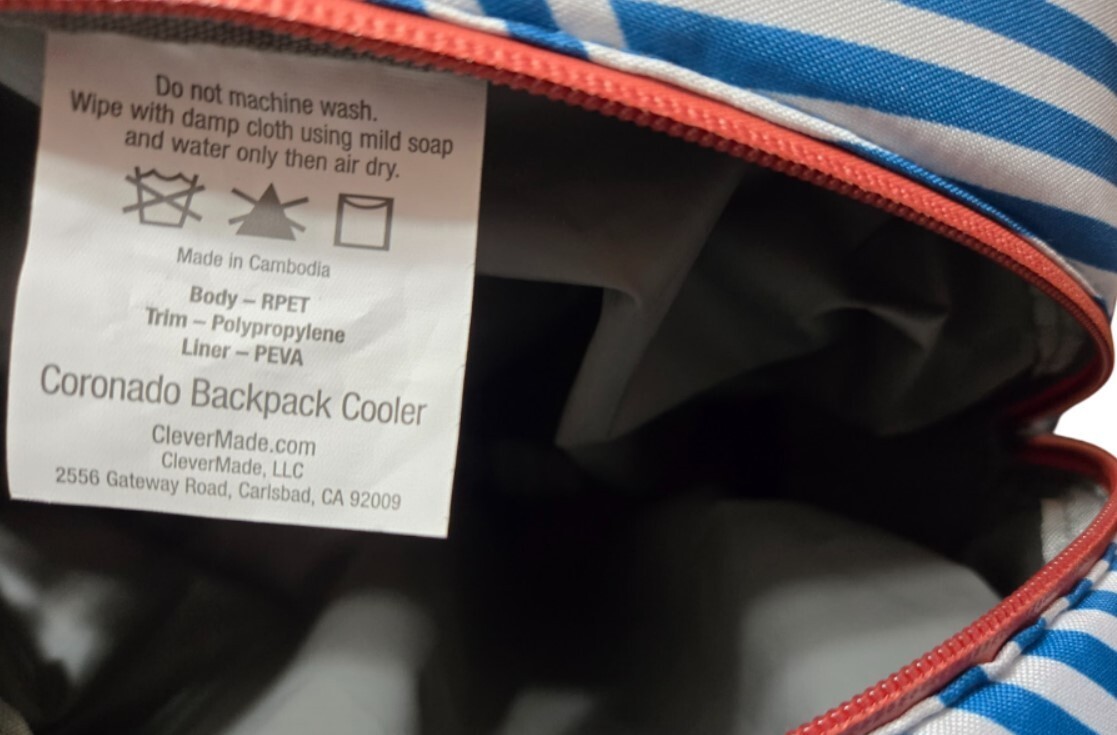 Do not machine wash.
Wipe with damp cloth using mild soap
and water only then air dry.
Made in Cambodia
Body – RPET
Trim – Polypropylene
Liner – PEVA
Coronado Backpack Cooler
CleverMade.com
CleverMade, LLC
2556 Gateway Road, Carlsbad, CA 92009